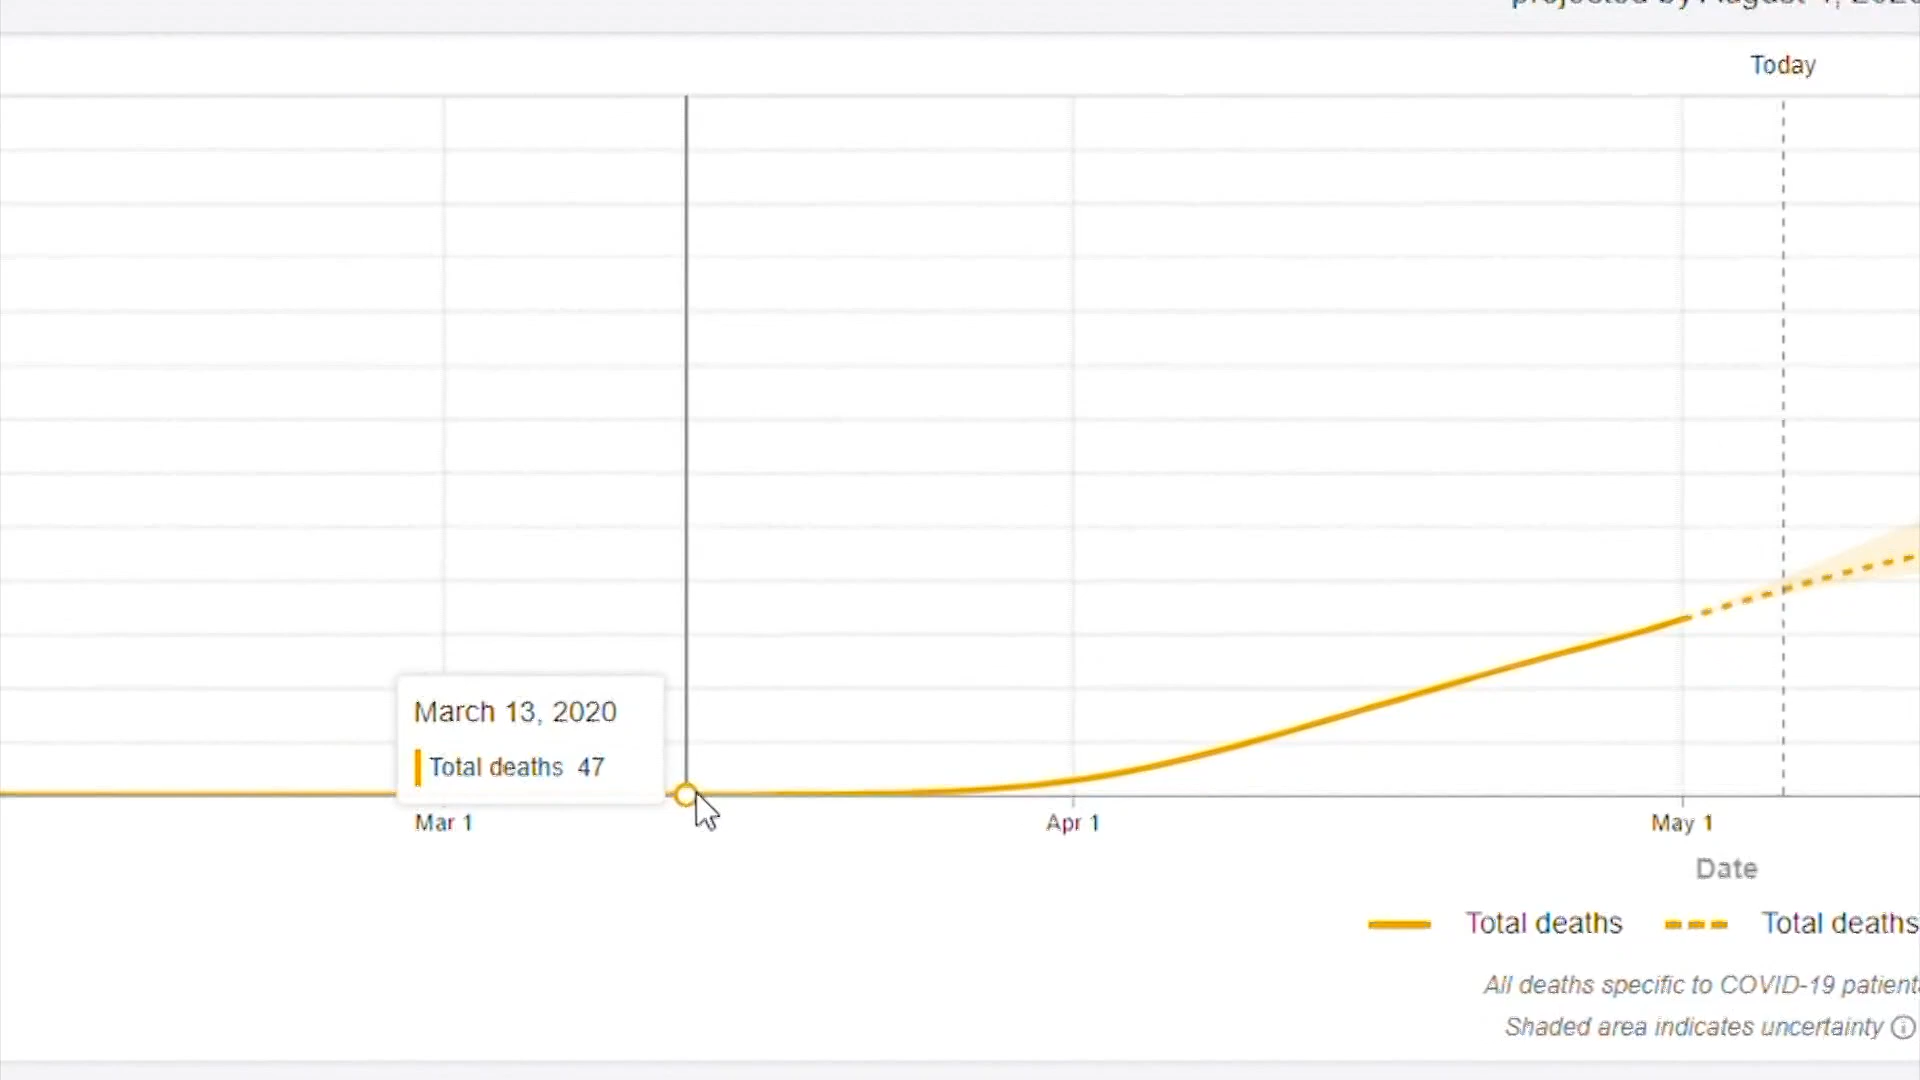 projected by August 4, 2020
Today
March 13, 2020
Total deaths 47
Mar 1
Apr 1
May 1
Date
Total deaths
Total deaths
All deaths specific to COVID-19 patients
Shaded area indicates uncertainty